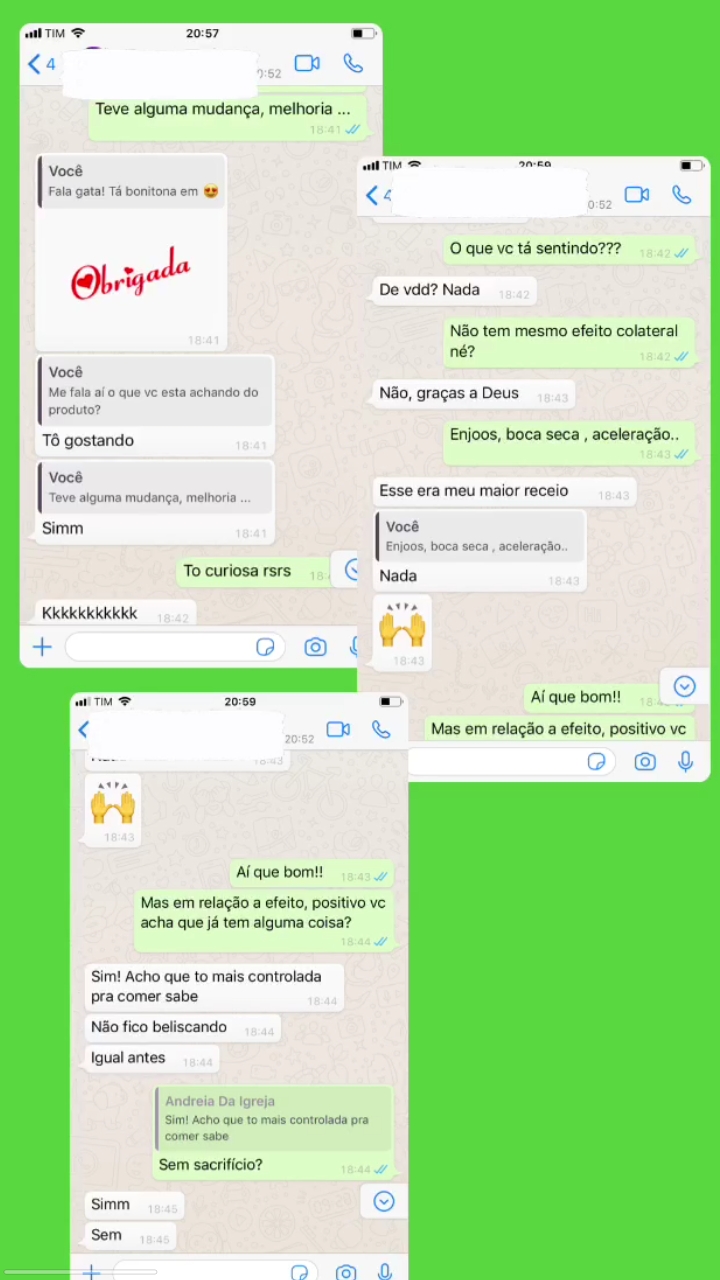 TIM
20:57
4
0:52
Teve alguma mudança, melhoria ...
18:41
Você
Fala gata! Tá bonitona em 😍
Obrigada
18:41
Você
Me fala aí o que vc esta achando do
produto?
Tô gostando
18:41
Você
Teve alguma mudança, melhoria ...
Simm
18:41
To curiosa rsrs
18:
Kkkkkkkkkkk
18:42
TIM
20:59
4
0:52
O que vc tá sentindo???
18:42
De vdd? Nada
18:42
Não tem mesmo efeito colateral
né?
18:42
Não, graças a Deus
18:43
Enjoos, boca seca , aceleração..
18:43
Esse era meu maior receio
18:43
Você
Enjoos, boca seca , aceleração..
Nada
18:43
🙌
18:43
Aí que bom!!
18:4
Mas em relação a efeito, positivo vc
TIM
20:59
20:52
18:43
🙌
18:43
Aí que bom!!
18:43
Mas em relação a efeito, positivo vc
acha que já tem alguma coisa?
18:44
Sim! Acho que to mais controlada
pra comer sabe
18:44
Não fico beliscando
18:44
Igual antes
18:44
Andreia Da Igreja
Sim! Acho que to mais controlada pra
comer sabe
Sem sacrifício?
18:44
Simm
18:45
Sem
18:45